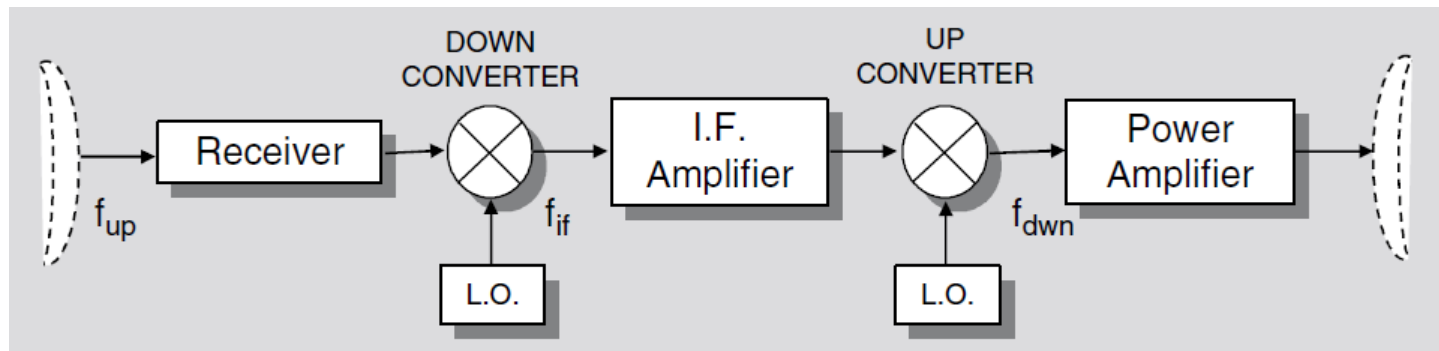 DOWN
CONVERTER
UP
CONVERTER
Receiver
I.F.
Amplifier
Power
Amplifier
f_up
f_if
f_dwn
L.O.
L.O.